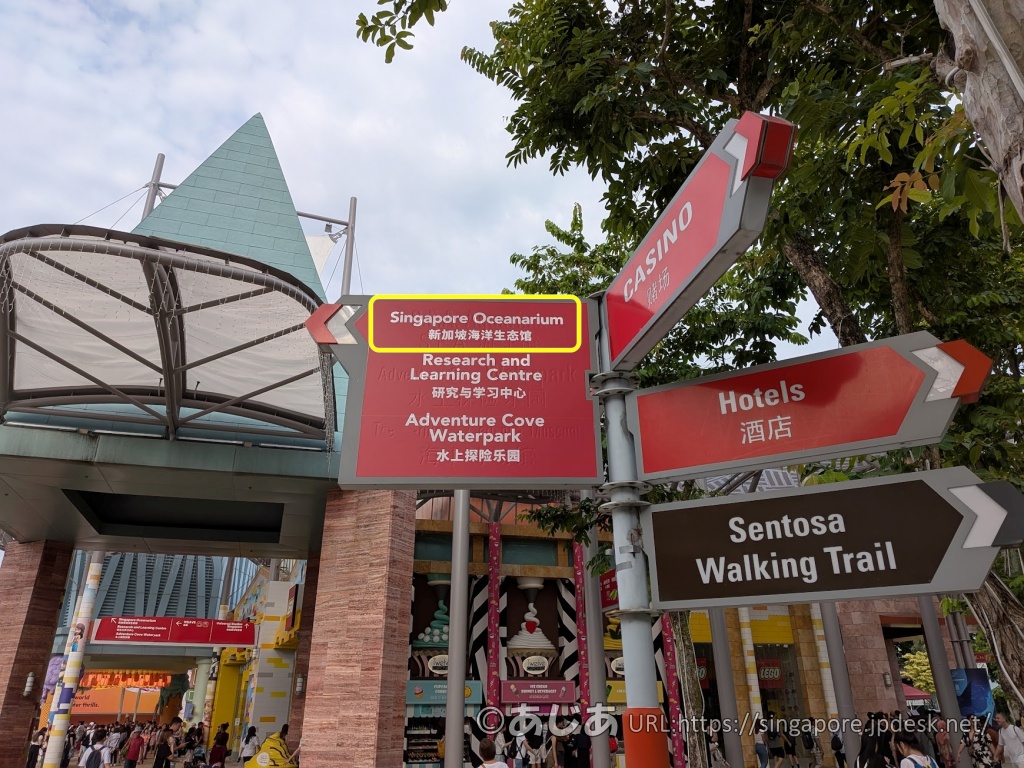 CASINO
赌场
Singapore Oceanarium
新加坡海洋生态馆
Research and
Learning Centre
研究与学习中心
Adventure Cove
Waterpark
水上探险乐园
Hotels
酒店
Sentosa
Walking Trail
LEGO
©あじあ URL:https://singapore.jpdesk.net/